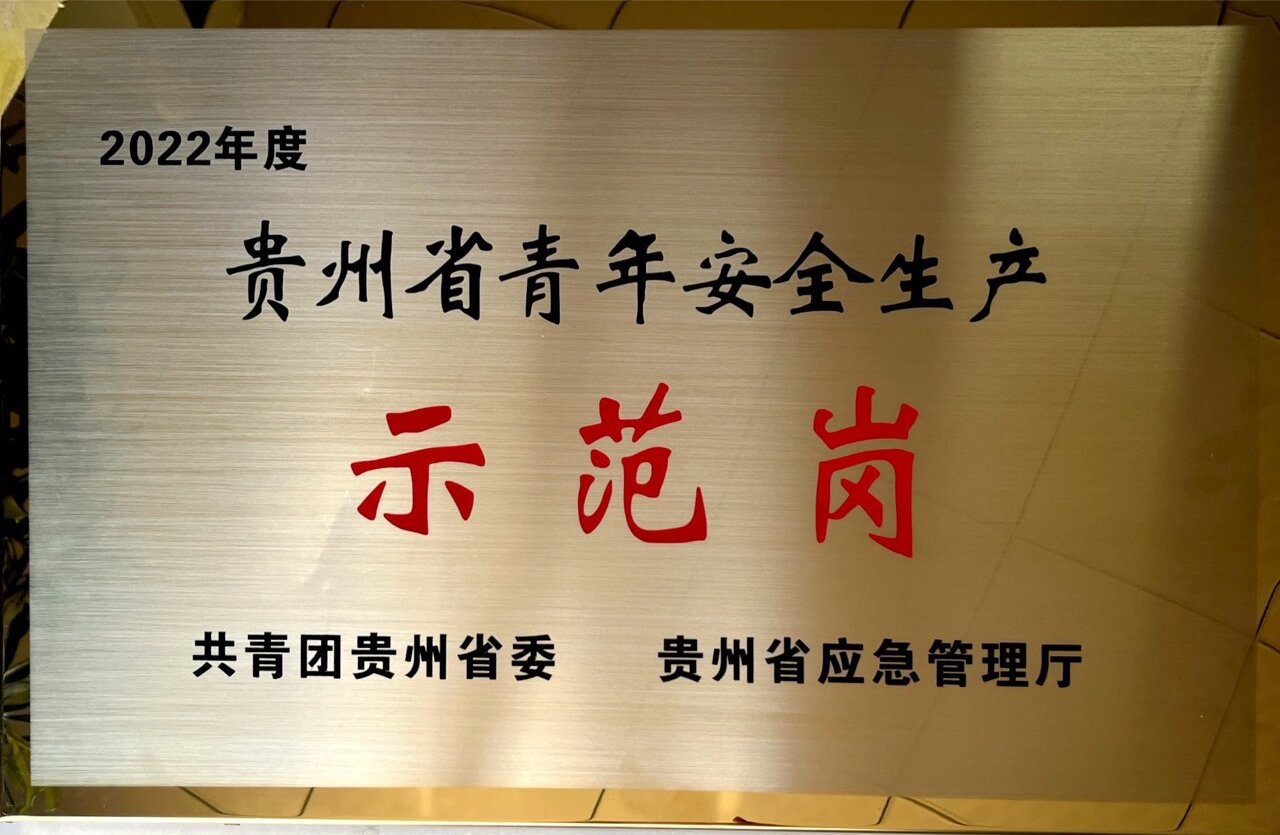 2022年度
贵州省青年安全生产
示范岗
共青团贵州省委 贵州省应急管理厅